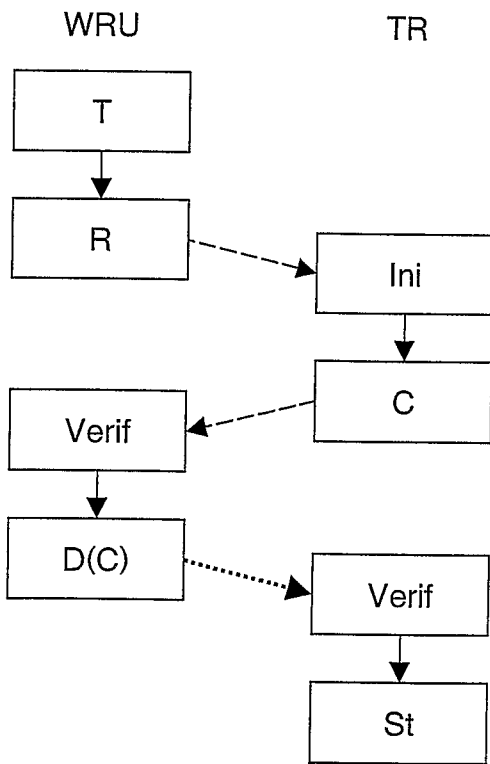 WRU
TR
T
R
Ini
C
Verif
D(C)
Verif
St